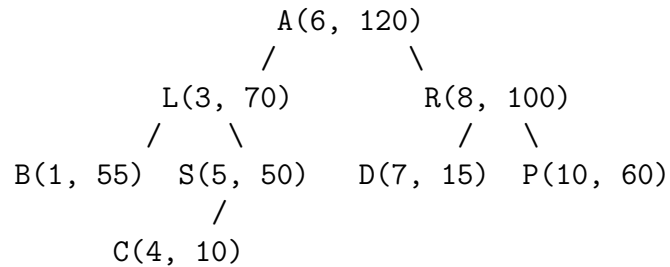 A(6, 120)
/ \
L(3, 70) R(8, 100)
/ \ / \
B(1, 55) S(5, 50) D(7, 15) P(10, 60)
/
C(4, 10)